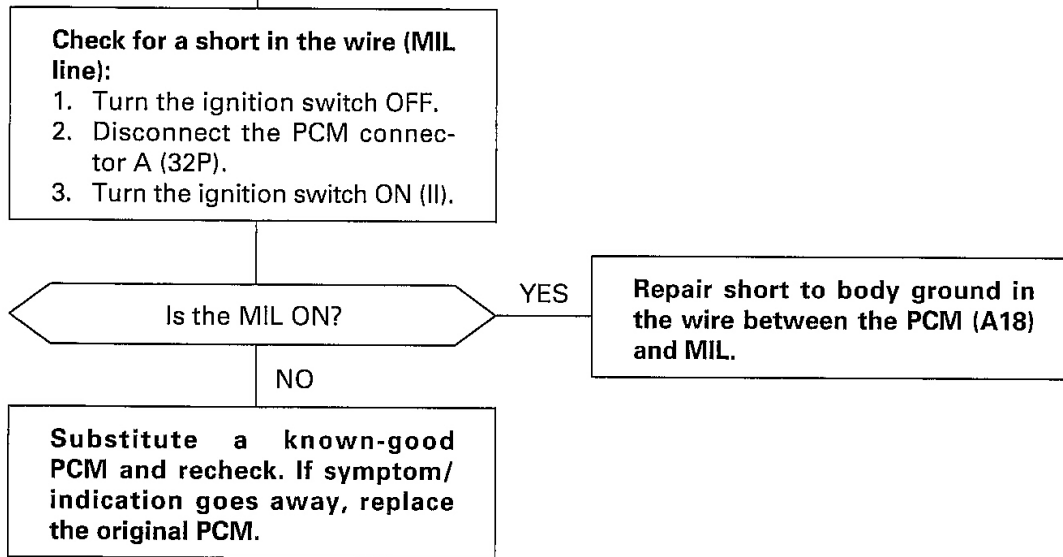 Check for a short in the wire (MIL
line):
1. Turn the ignition switch OFF.
2. Disconnect the PCM connec-
tor A (32P).
3. Turn the ignition switch ON (II).
Is the MIL ON?
YES
Repair short to body ground in
the wire between the PCM (A18)
and MIL.
NO
Substitute a known-good
PCM and recheck. If symptom/
indication goes away, replace
the original PCM.